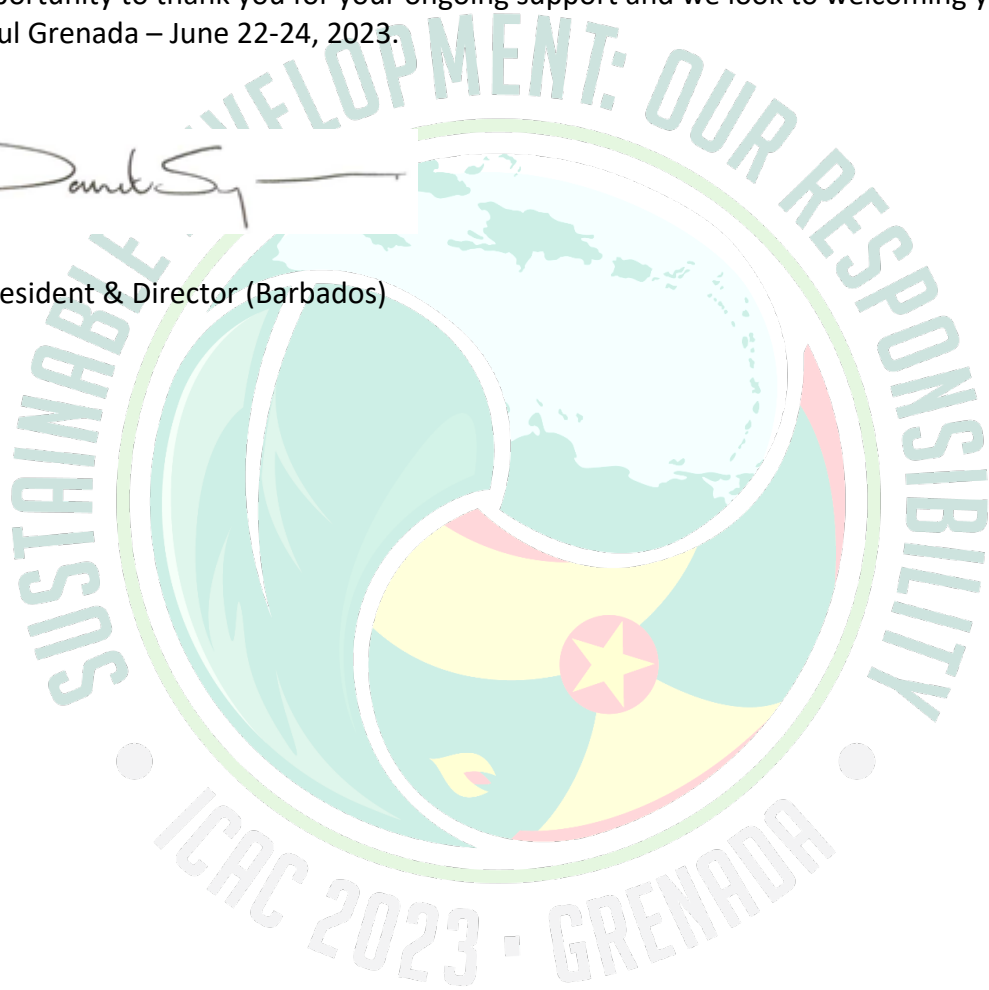 ortunity to thank you for your ongoing support and we look to welcoming y
ul Grenada – June 22-24, 2023.
esident & Director (Barbados)
SUSTAINABLE DEVELOPMENT: OUR RESPONSIBILITY
• ICAC 2023 • GRENADA •